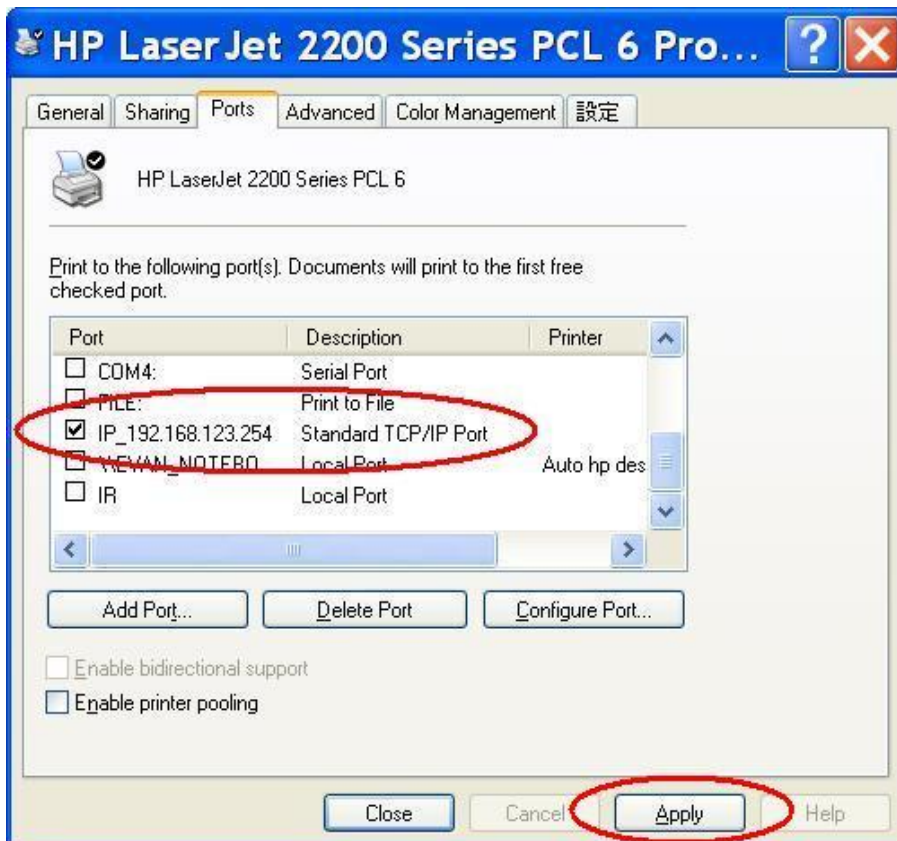 HP LaserJet 2200 Series PCL 6 Pro...
General Sharing Ports Advanced Color Management 設定
HP LaserJet 2200 Series PCL 6
Print to the following port(s). Documents will print to the first free
checked port.
Port Description Printer
COM4: Serial Port
FILE: Print to File
IP_192.168.123.254 Standard TCP/IP Port
\\EVAN_NOTEBO... Local Port Auto hp des
IR Local Port
Add Port... Delete Port Configure Port...
Enable bidirectional support
Enable printer pooling
Close Cancel Apply Help